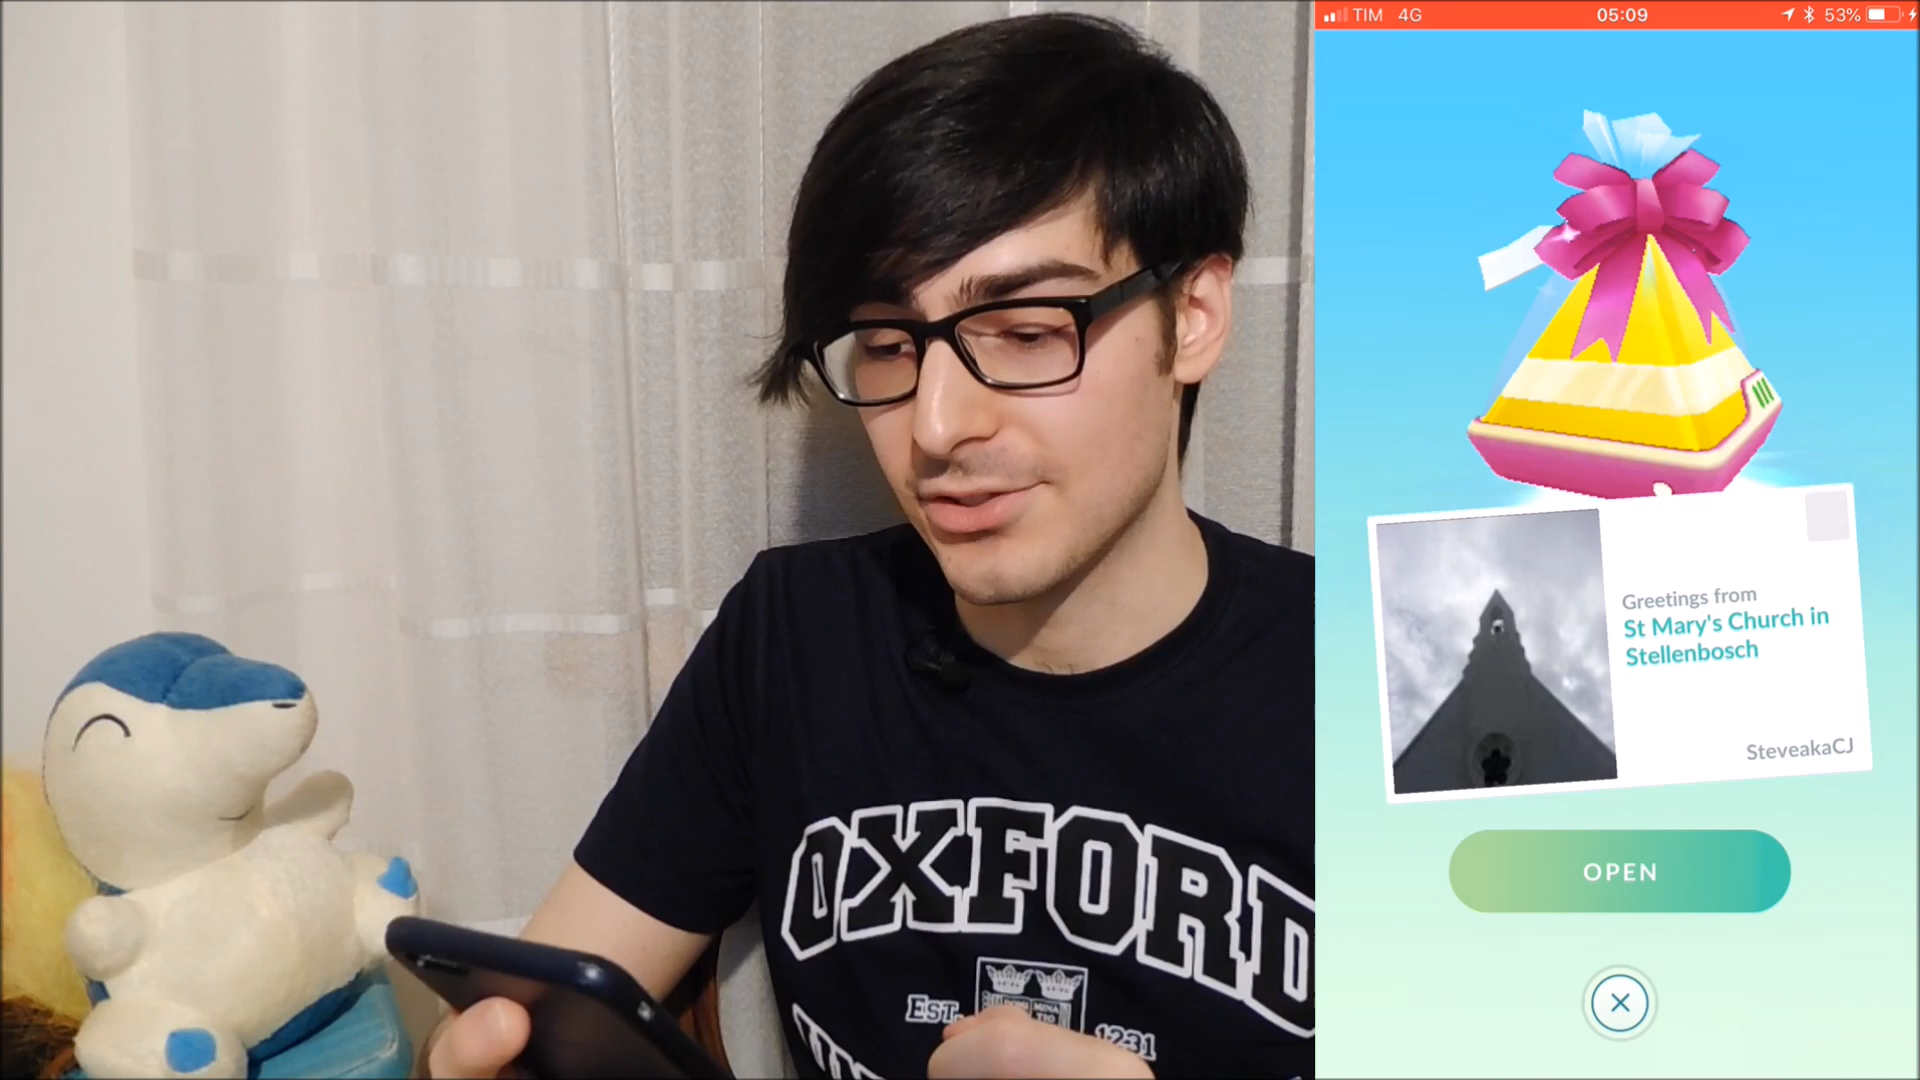 TIM 4G 05:09 53%
Greetings from
St Mary's Church in
Stellenbosch
SteveakaCJ
OPEN
OXFORD
EST. 1231